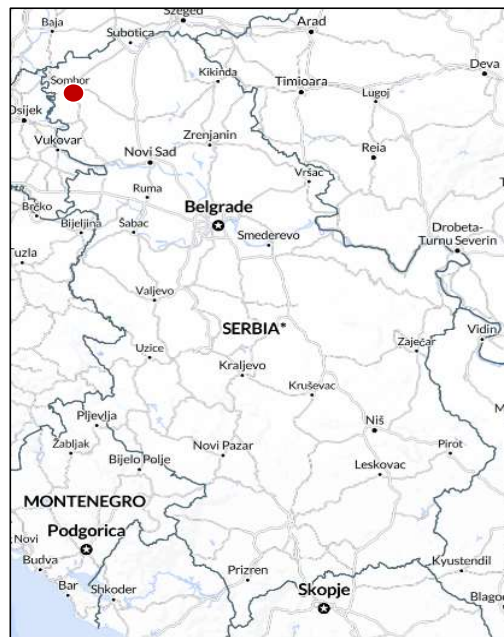 Szeged
Baja
Arad
Subotica
Deva
Sombor
Kikinda
Timioara
Lugoj
Osijek
Vukovar
Zrenjanin
Novi Sad
Reia
Vršac
Ruma
Brčko
Belgrade
Bijeljina
Šabac
Smederevo
Drobeta-
Turnu Severin
Tuzla
Valjevo
SERBIA*
Vidin
Uzice
Zaječar
Kraljevo
Kruševac
Pljevlja
Niš
Žabljak
Novi Pazar
Pirot
Bijelo Polje
Leskovac
MONTENEGRO
Podgorica
Novi
Budva
Kyustendil
Bar
Shkoder
Prizren
Skopje
Blago